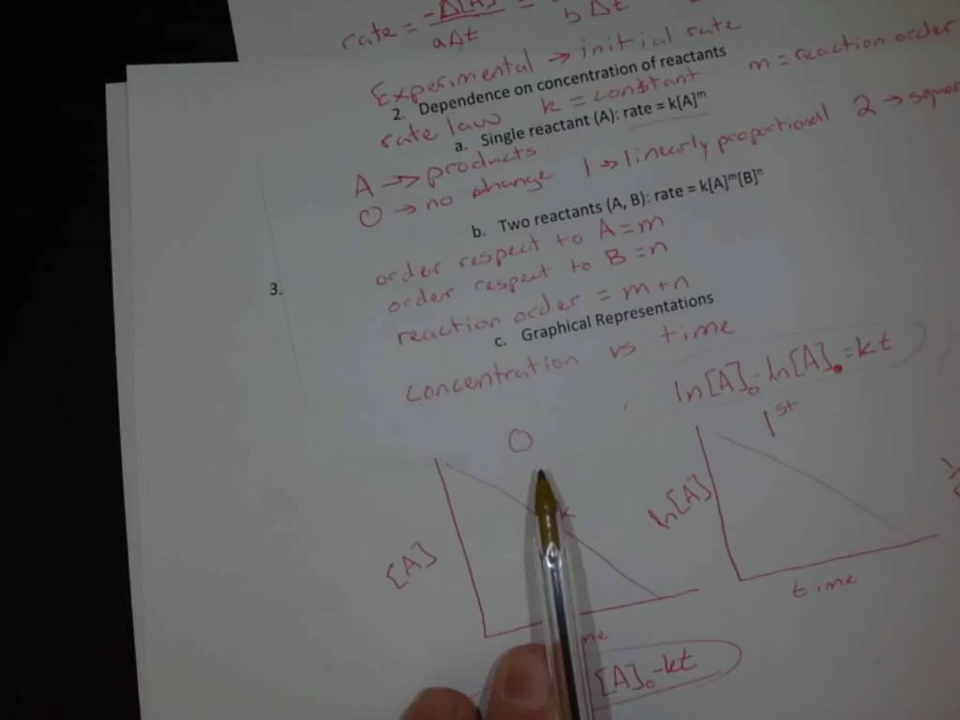 rate = -Δ[A] / aΔt =
bΔt
Experimental → initial rate
2. Dependence on concentration of reactants
rate law k = constant m = reaction order
a. Single reactant (A): rate = k[A]^m
A → products
0 → no change 1 → linearly proportional 2 → squar
b. Two reactants (A, B): rate = k[A]^m[B]^n
order respect to A = m
order respect to B = n
3.
reaction order = m+n
c. Graphical Representations
concentration vs time
ln[A]₀ - ln[A]. = kt
0
1st
[A]
k
ln[A]
time
[A]₀ -kt